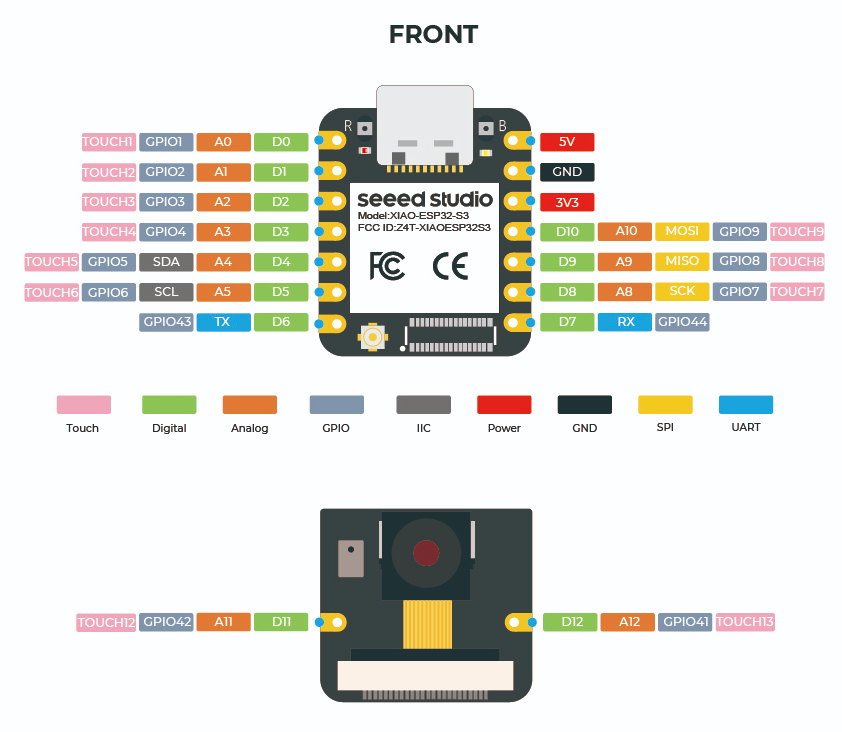 FRONT
R B
TOUCH1 GPIO1 A0 D0 5V
TOUCH2 GPIO2 A1 D1 GND
TOUCH3 GPIO3 A2 D2 3V3
TOUCH4 GPIO4 A3 D3 D10 A10 MOSI GPIO9 TOUCH9
TOUCH5 GPIO5 SDA A4 D4 D9 A9 MISO GPIO8 TOUCH8
TOUCH6 GPIO6 SCL A5 D5 D8 A8 SCK GPIO7 TOUCH7
GPIO43 TX D6 D7 RX GPIO44
seeed studio
Model:XIAO-ESP32-S3
FCC ID:Z4T-XIAOESP32S3
FC CE
Touch Digital Analog GPIO IIC Power GND SPI UART
TOUCH12 GPIO42 A11 D11 D12 A12 GPIO41 TOUCH13